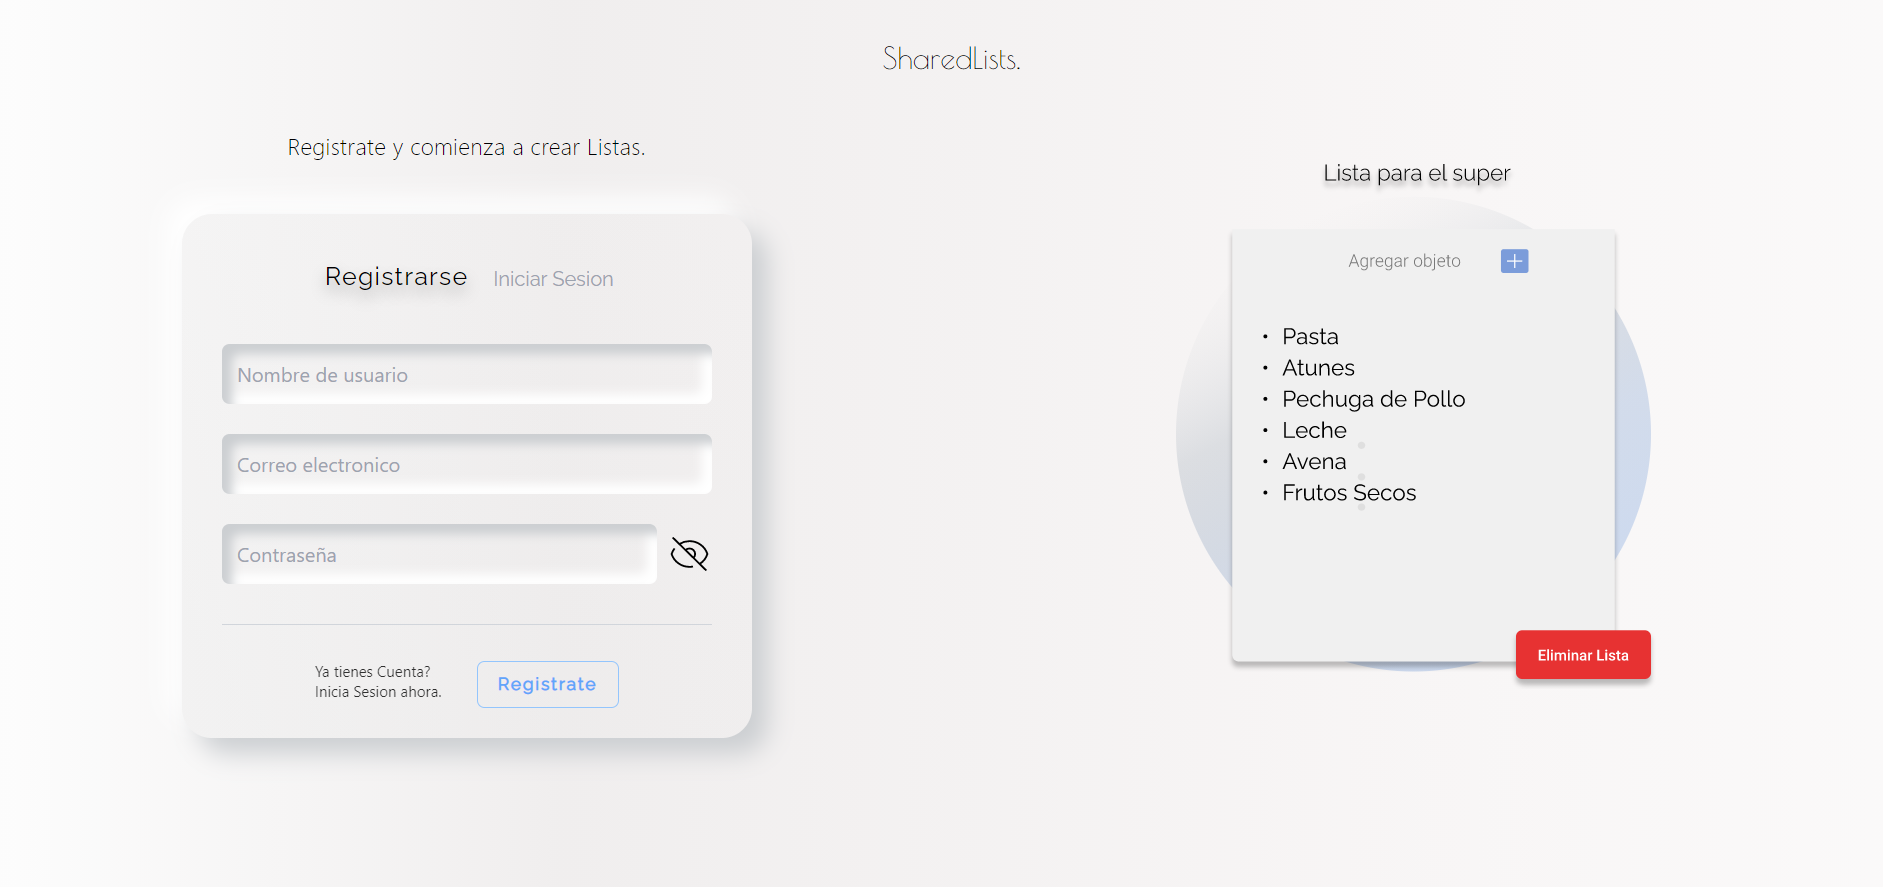 SharedLists.
Registrate y comienza a crear Listas.
Registrarse Iniciar Sesion
Nombre de usuario
Correo electronico
Contraseña
Ya tienes Cuenta?
Inicia Sesion ahora.
Registrate
Lista para el super
Agregar objeto
• Pasta
• Atunes
• Pechuga de Pollo
• Leche
• Avena
• Frutos Secos
Eliminar Lista